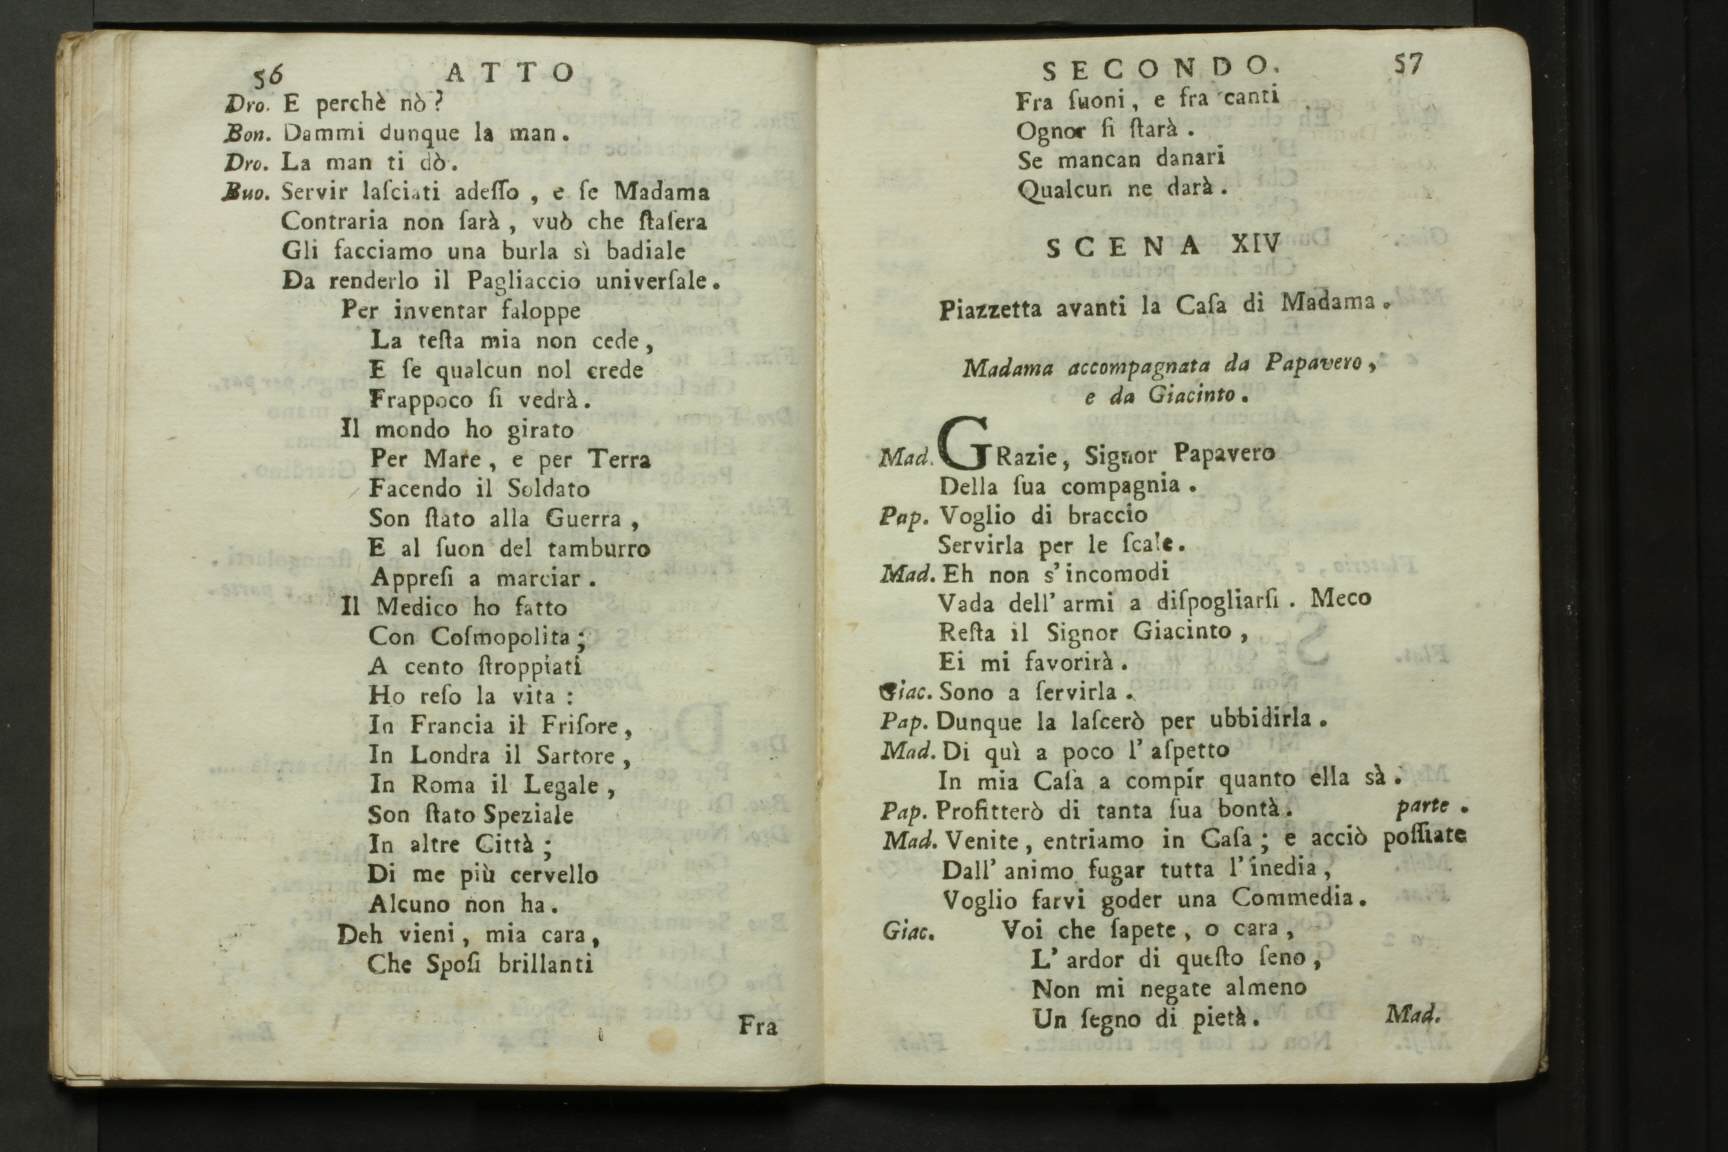 56 ATTO
Dro. E perchè nò?
Bon. Dammi dunque la man.
Dro. La man ti dò.
Buo. Servir laſciati adeſſo, e ſe Madama
Contraria non ſarà, vuò che ſtaſera
Gli facciamo una burla sì badiale
Da renderlo il Pagliaccio univerſale.
Per inventar faloppe
La teſta mia non cede,
E ſe qualcun nol crede
Frappoco ſi vedrà.
Il mondo ho girato
Per Mare, e per Terra
Facendo il Soldato
Son ſtato alla Guerra,
E al ſuon del tamburro
Appreſi a marciar.
Il Medico ho fatto
Con Coſmopolita;
A cento ſtroppiati
Ho reſo la vita:
In Francia il Friſore,
In Londra il Sartore,
In Roma il Legale,
Son ſtato Speziale
In altre Città;
Di me più cervello
Alcuno non ha.
Deh vieni, mia cara,
Che Spoſi brillanti
Fra
SECONDO. 57
Fra ſuoni, e fra canti
Ognor ſi ſtarà.
Se mancan danari
Qualcun ne darà.
SCENA XIV
Piazzetta avanti la Caſa di Madama.
Madama accompagnata da Papavero,
e da Giacinto.
Mad. GRazie, Signor Papavero
Della ſua compagnia.
Pap. Voglio di braccio
Servirla per le ſcale.
Mad. Eh non s'incomodi
Vada dell'armi a diſpogliarſi. Meco
Reſta il Signor Giacinto,
Ei mi favorirà.
Giac. Sono a ſervirla.
Pap. Dunque la laſcerò per ubbidirla.
Mad. Di quì a poco l'aſpetto
In mia Caſa a compir quanto ella sà.
Pap. Profitterò di tanta ſua bontà. parte.
Mad. Venite, entriamo in Caſa; e acciò poſſiate
Dall'animo fugar tutta l'inedia,
Voglio farvi goder una Commedia.
Giac. Voi che ſapete, o cara,
L'ardor di queſto ſeno,
Non mi negate almeno
Un ſegno di pietà.
Mad.